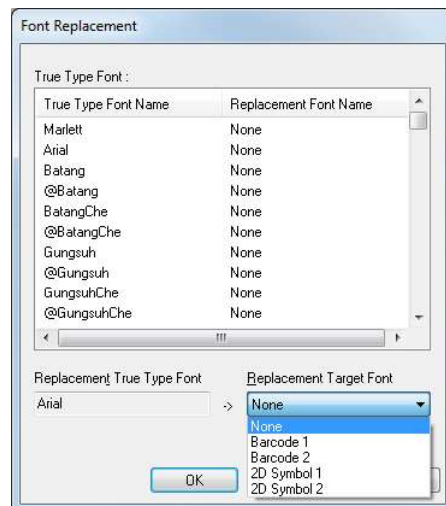 Font Replacement
True Type Font :
True Type Font Name Replacement Font Name
Marlett None
Arial None
Batang None
@Batang None
BatangChe None
@BatangChe None
Gungsuh None
@Gungsuh None
GungsuhChe None
@GungsuhChe None
Replacement True Type Font Replacement Target Font
Arial -> None
None
Barcode 1
Barcode 2
2D Symbol 1
2D Symbol 2
OK